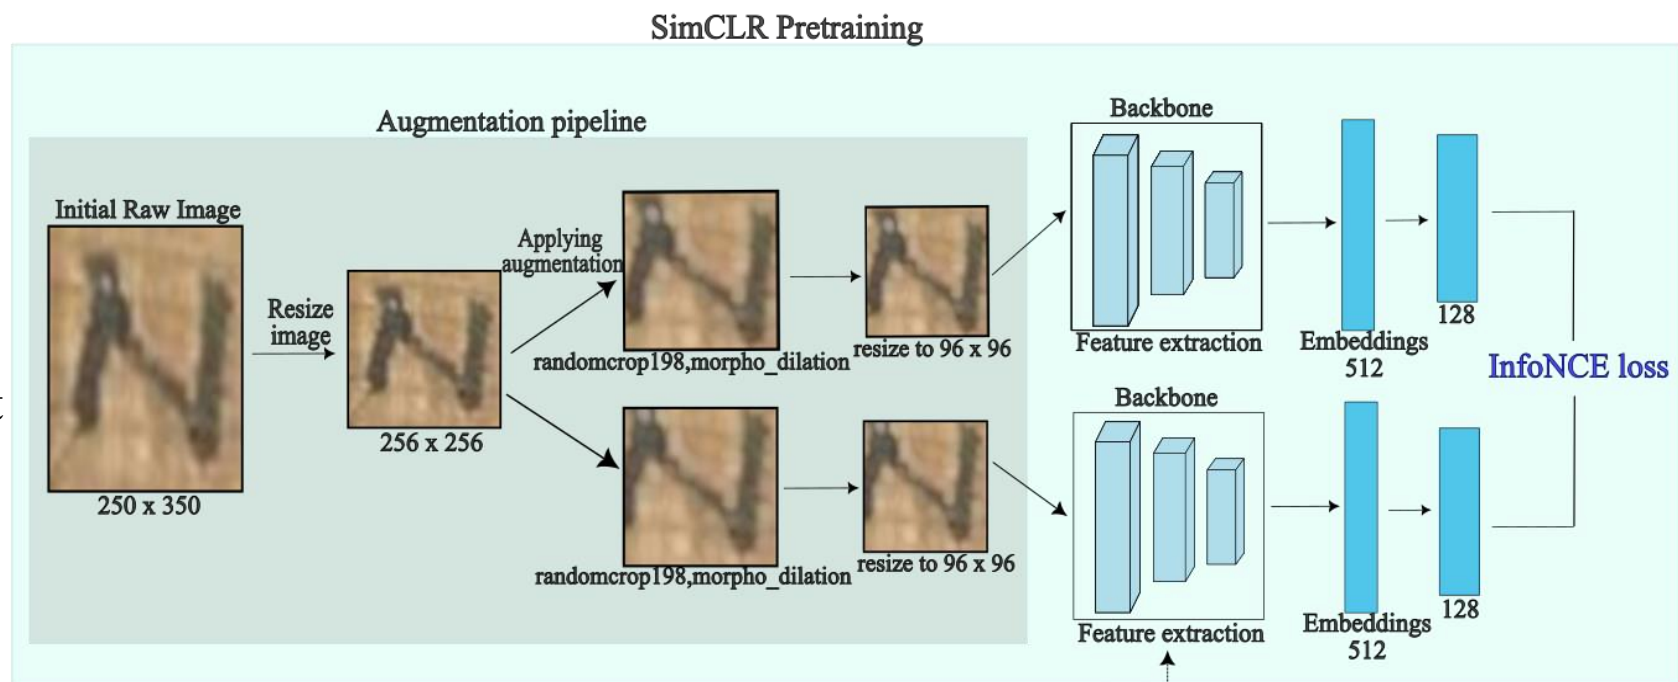 SimCLR Pretraining
Augmentation pipeline
Initial Raw Image
250 x 350
Resize
image
256 x 256
Applying
augmentation
randomcrop198,morpho_dilation
resize to 96 x 96
randomcrop198,morpho_dilation
resize to 96 x 96
Backbone
Feature extraction
Embeddings
512
128
Backbone
Feature extraction
Embeddings
512
128
InfoNCE loss